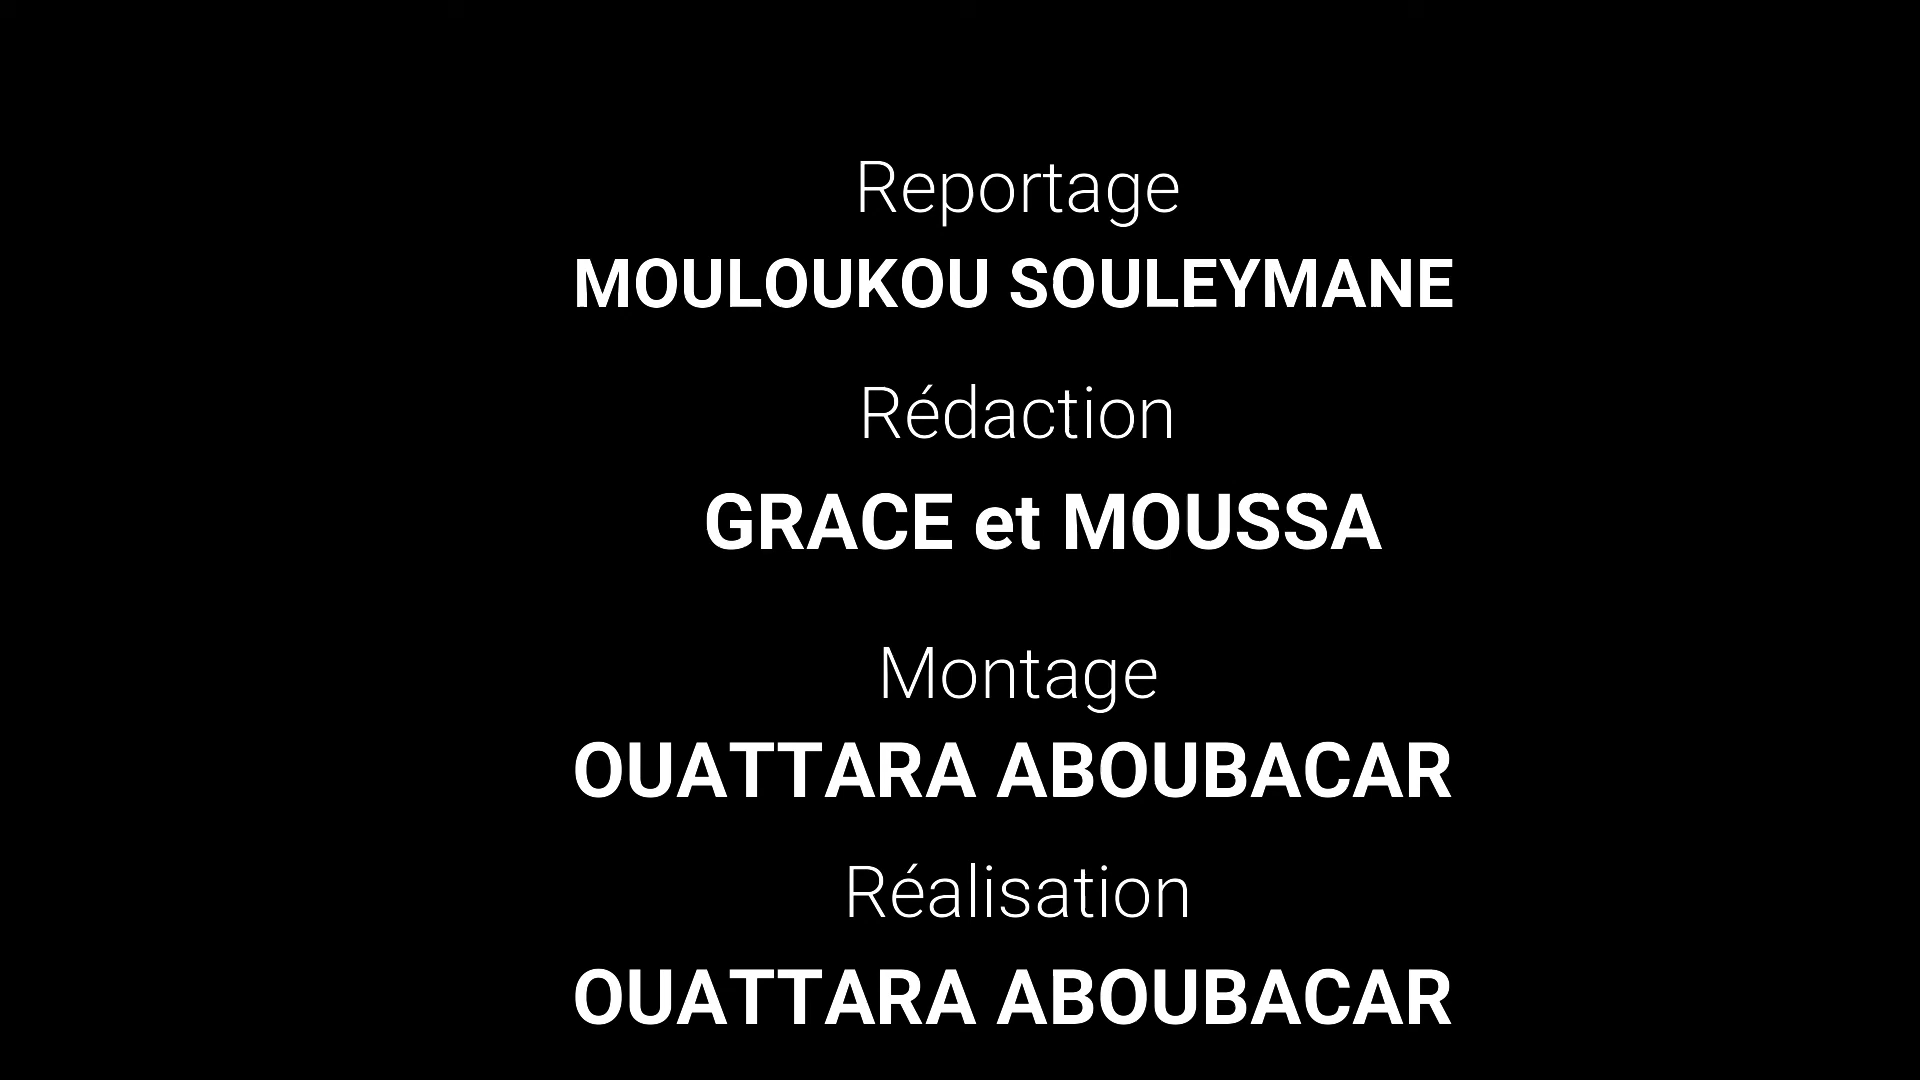 Reportage
MOULOUKOU SOULEYMANE
Rédaction
GRACE et MOUSSA
Montage
OUATTARA ABOUBACAR
Réalisation
OUATTARA ABOUBACAR